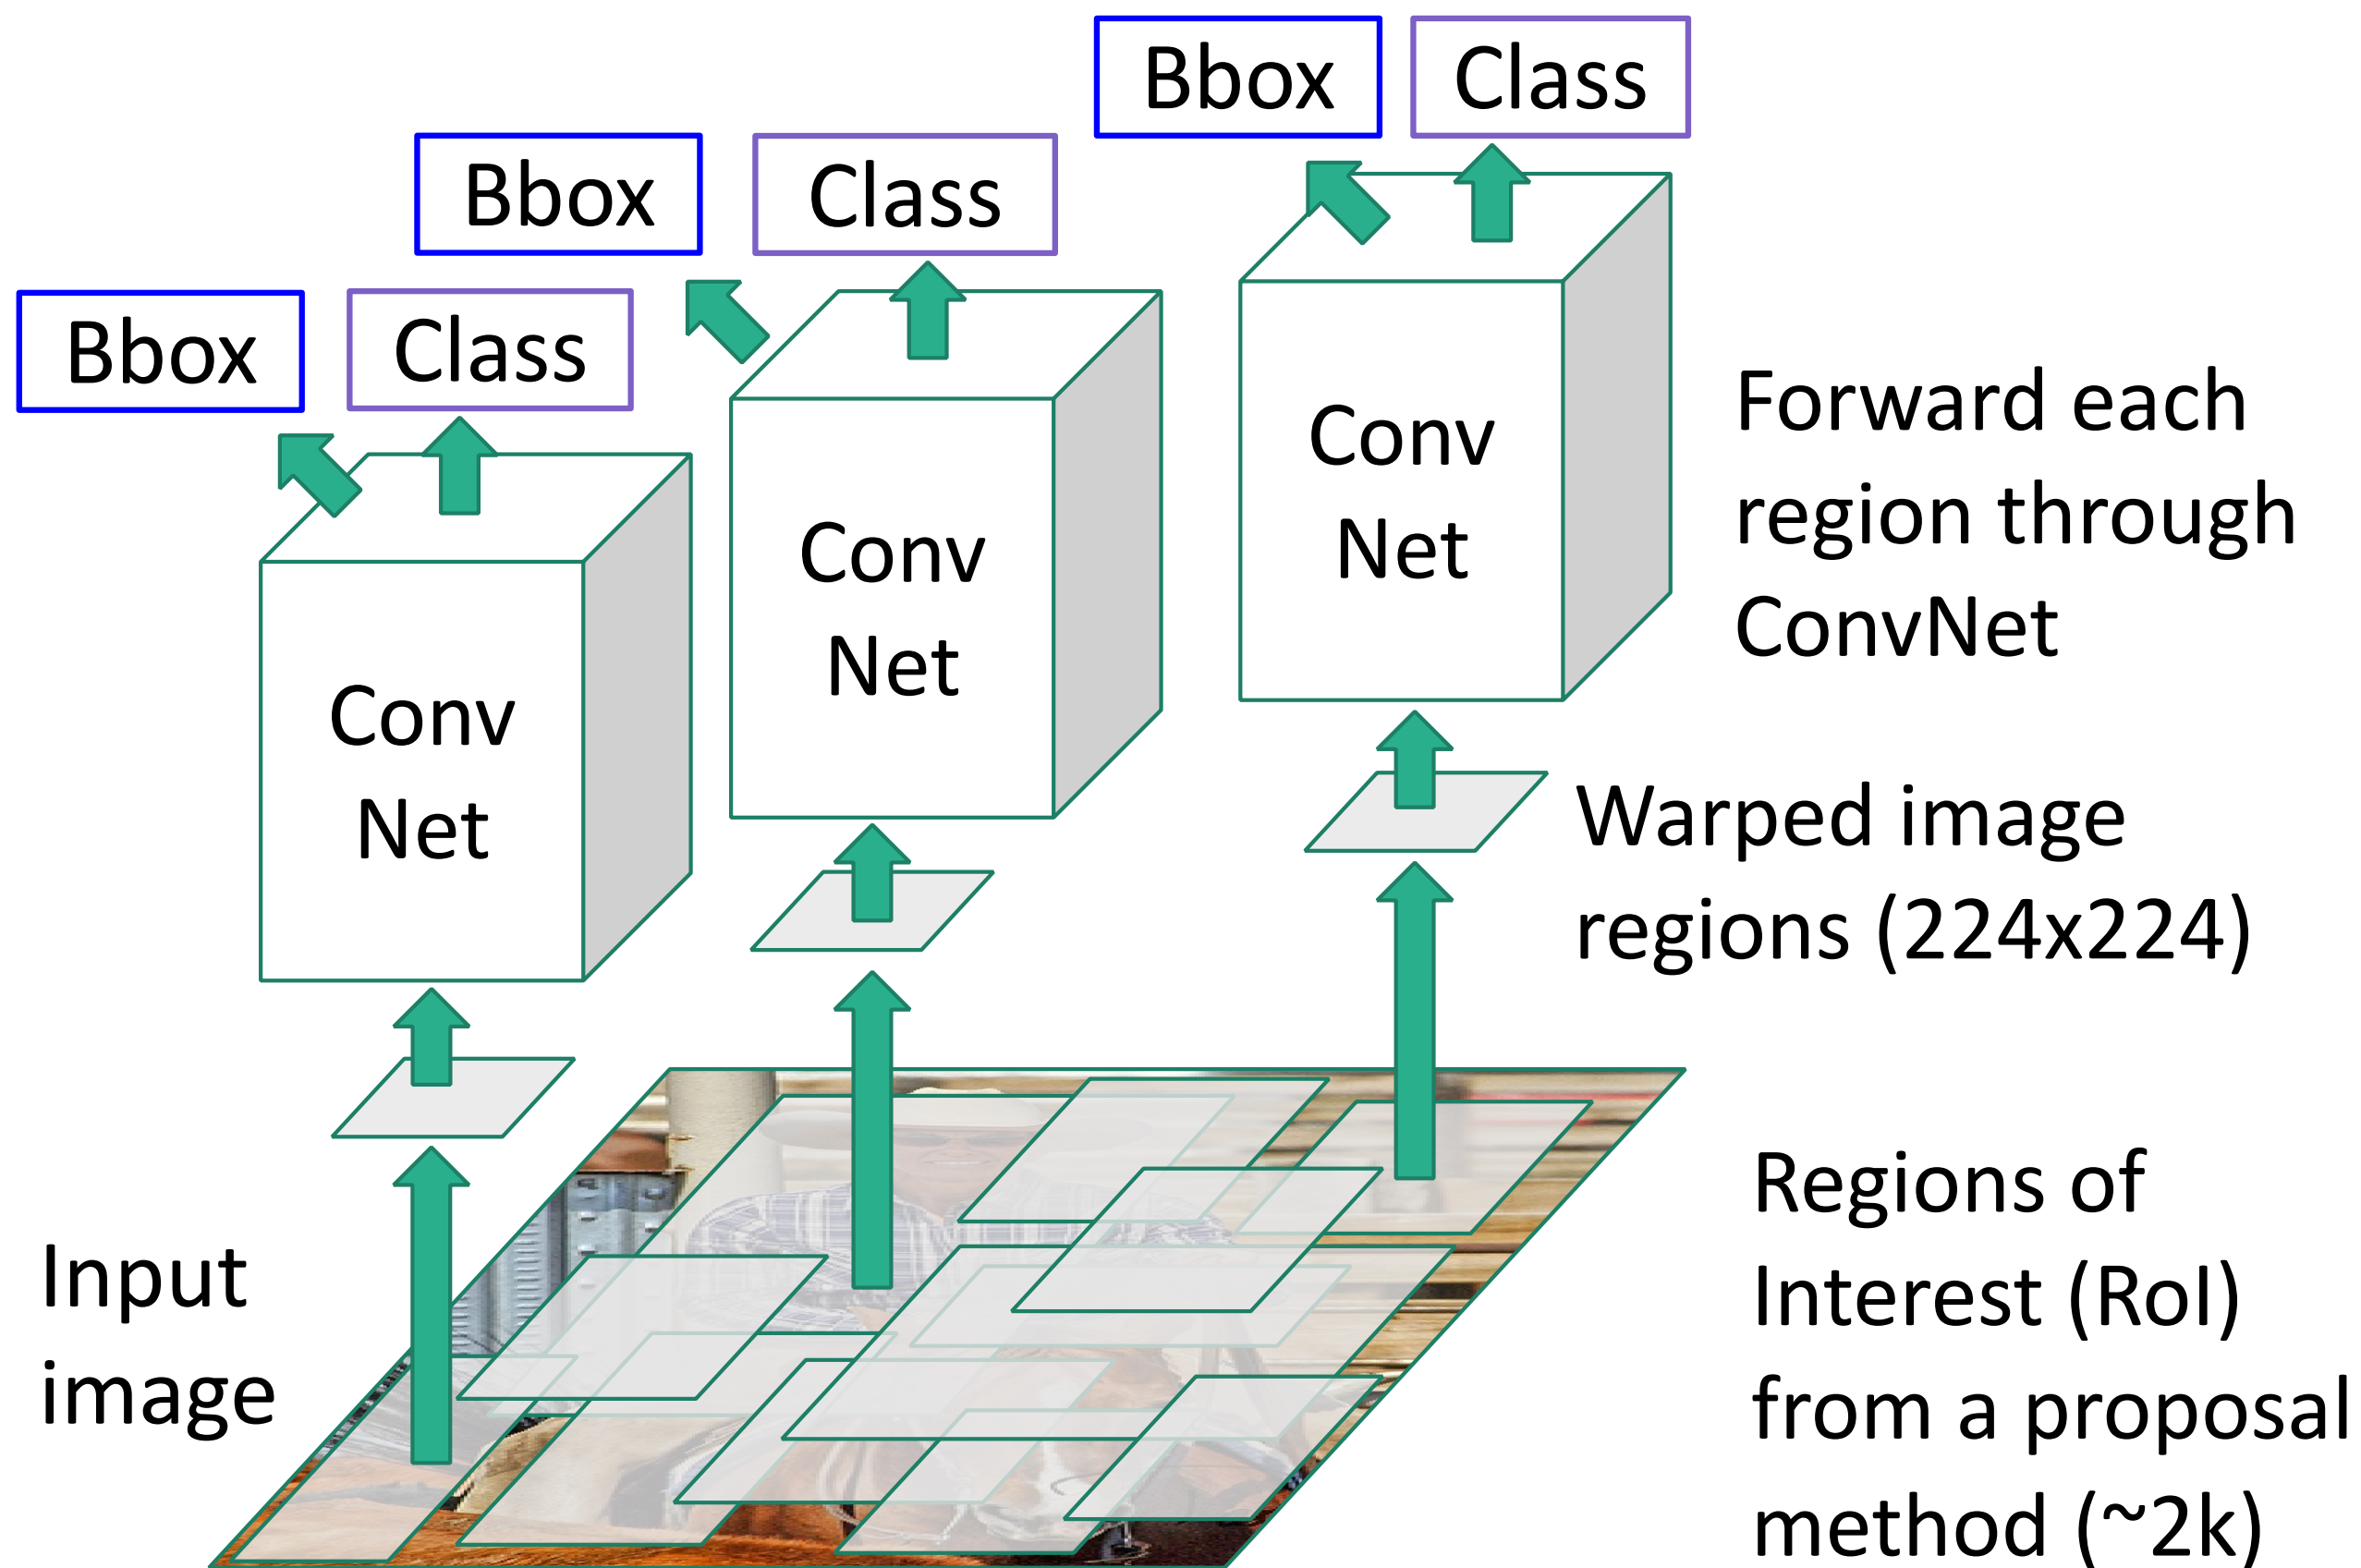 Bbox
Class
Bbox
Class
Bbox
Class
Conv
Net
Conv
Net
Conv
Net
Forward each
region through
ConvNet
Warped image
regions (224x224)
Input
image
Regions of
Interest (RoI)
from a proposal
method (~2k)